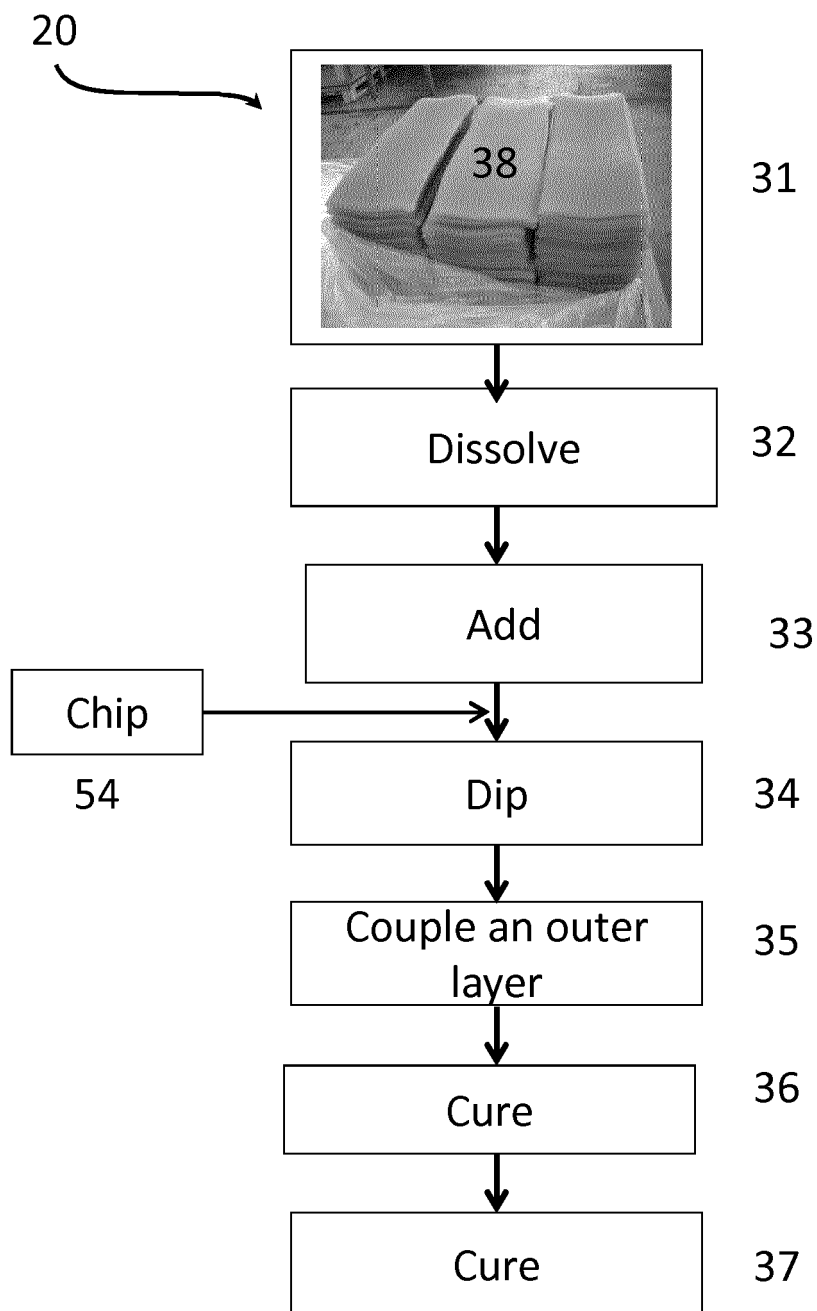 20
38
31
Dissolve
32
Add
33
Chip
54
Dip
34
Couple an outer
layer
35
Cure
36
Cure
37